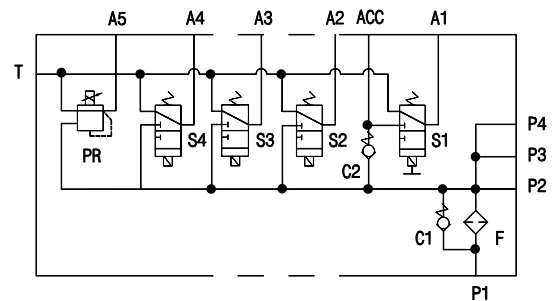 A5 A4 A3 A2 ACC A1
T
P4
S4 S3 S2 S1
PR
P3
C2
P2
C1 F
P1